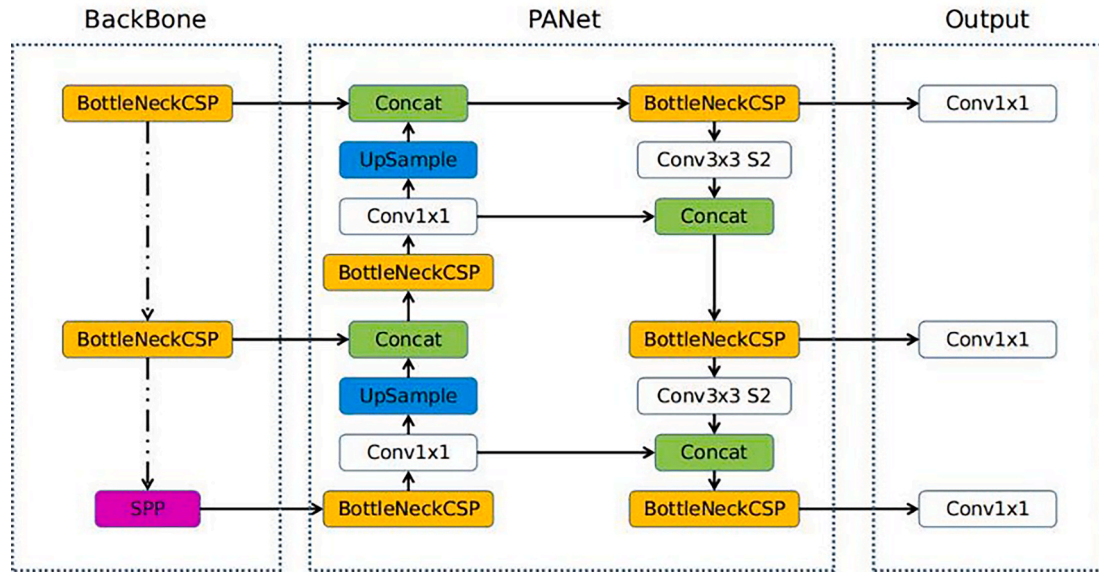 BackBone
PANet
Output
BottleNeckCSP
Concat
BottleNeckCSP
Conv1x1
UpSample
Conv3x3 S2
Conv1x1
Concat
BottleNeckCSP
BottleNeckCSP
Concat
BottleNeckCSP
Conv1x1
UpSample
Conv3x3 S2
Conv1x1
Concat
SPP
BottleNeckCSP
BottleNeckCSP
Conv1x1